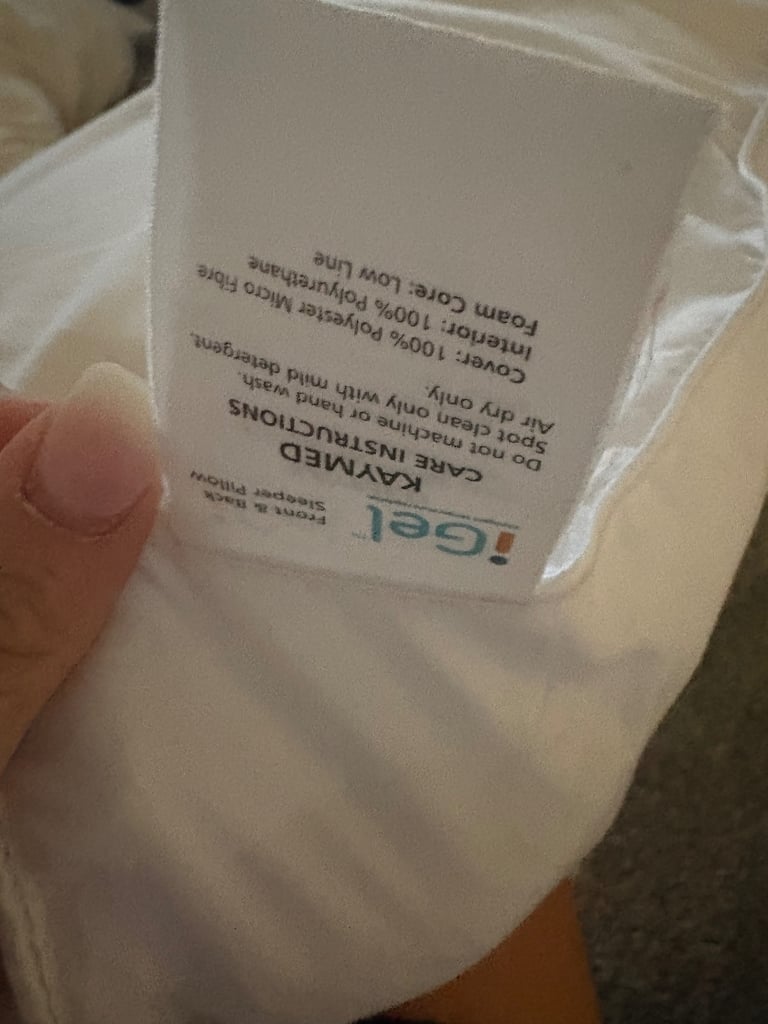 iGel™
Front & Back
Sleeper Pillow
KAYMED
CARE INSTRUCTIONS
Do not machine or hand wash.
Spot clean only with mild detergent.
Air dry only.
Cover: 100% Polyester Micro Fibre
Interior: 100% Polyurethane
Foam Core: Low Line